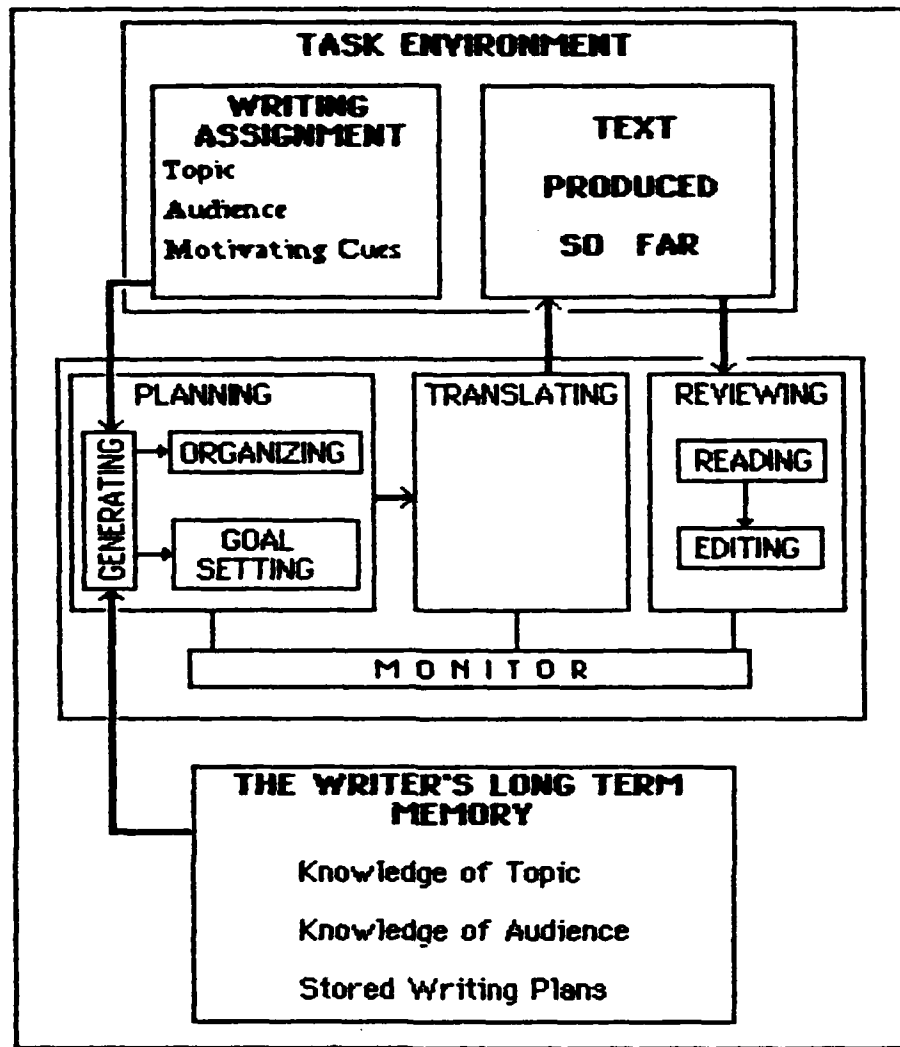 TASK ENVIRONMENT
WRITING
ASSIGNMENT
Topic
Audience
Motivating Cues
TEXT
PRODUCED
SO FAR
PLANNING
GENERATING
ORGANIZING
GOAL
SETTING
TRANSLATING
REVIEWING
READING
EDITING
MONITOR
THE WRITER'S LONG TERM
MEMORY
Knowledge of Topic
Knowledge of Audience
Stored Writing Plans